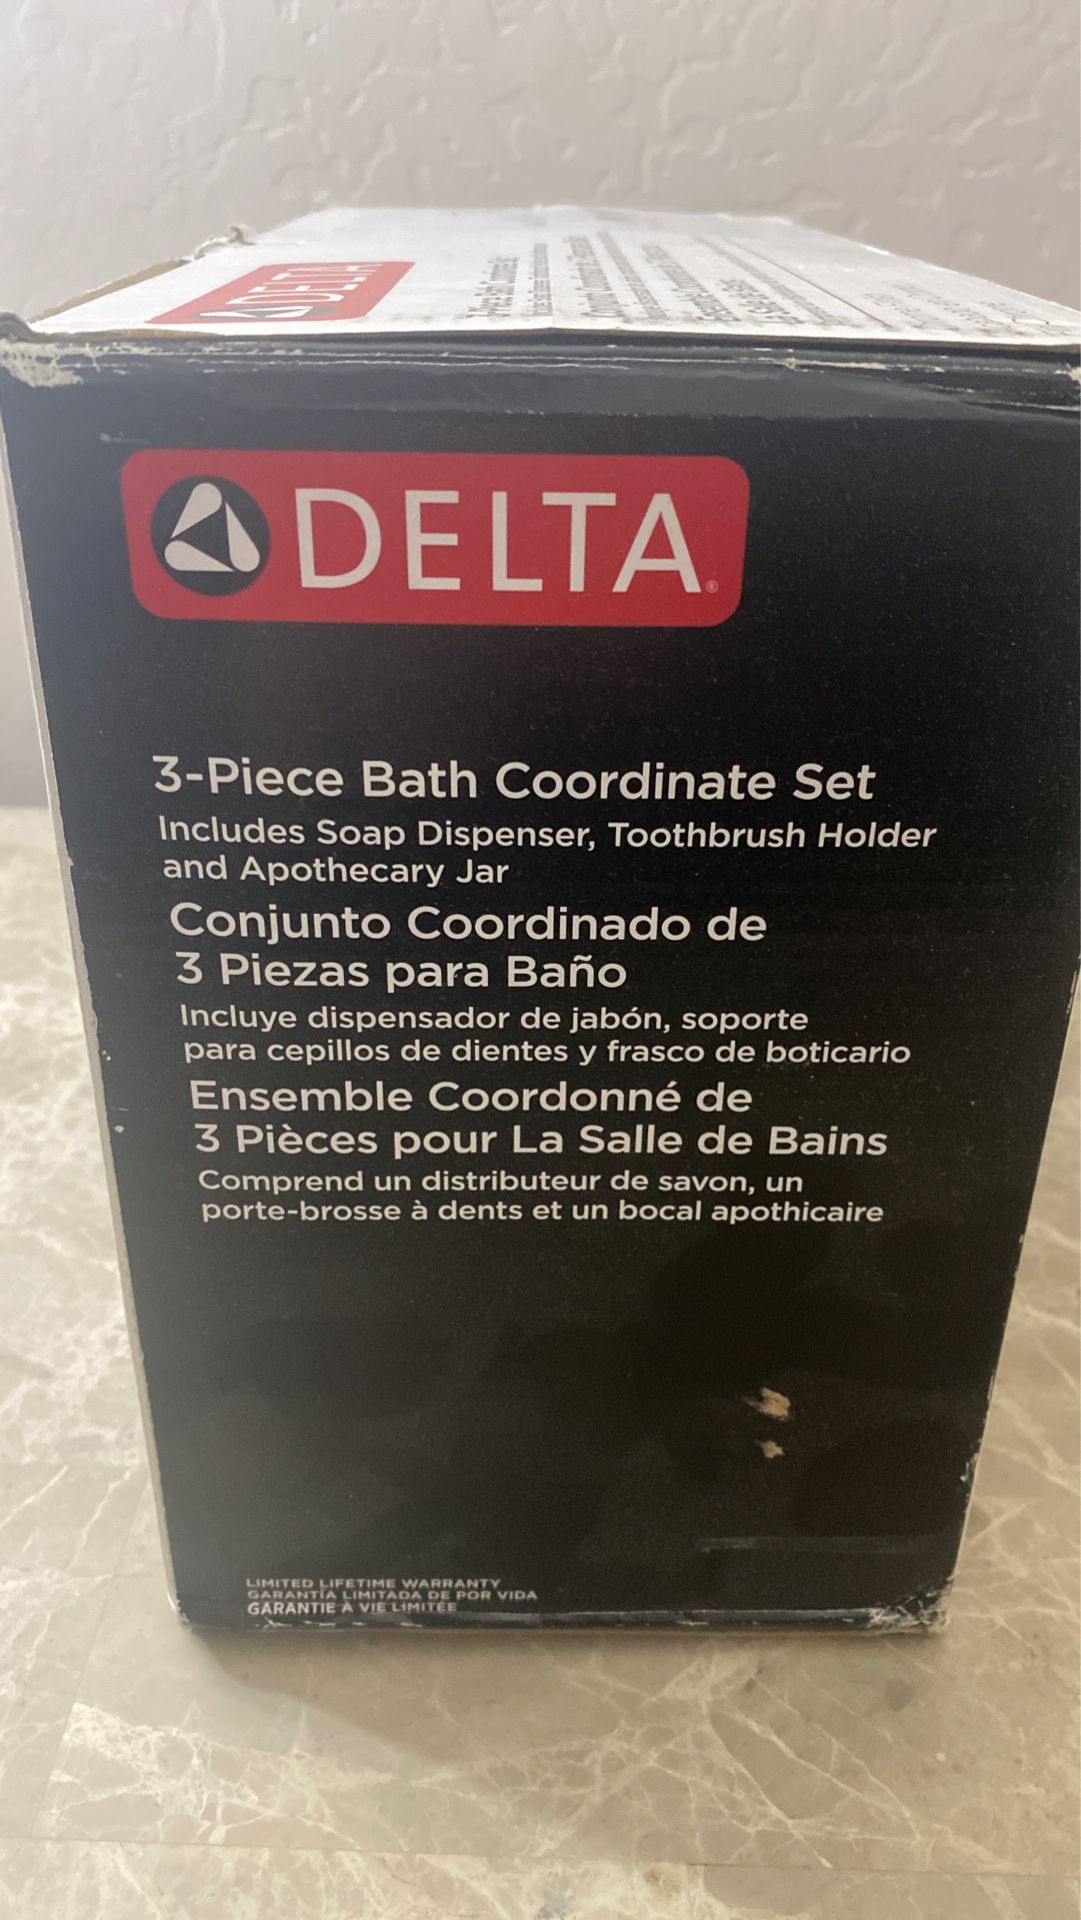 DELTA
DELTA
3-Piece Bath Coordinate Set
Includes Soap Dispenser, Toothbrush Holder
and Apothecary Jar
Conjunto Coordinado de
3 Piezas para Baño
Incluye dispensador de jabón, soporte
para cepillos de dientes y frasco de boticario
Ensemble Coordonné de
3 Pièces pour La Salle de Bains
Comprend un distributeur de savon, un
porte-brosse à dents et un bocal apothicaire
LIMITED LIFETIME WARRANTY
GARANTÍA LIMITADA DE POR VIDA
GARANTIE À VIE LIMITÉE